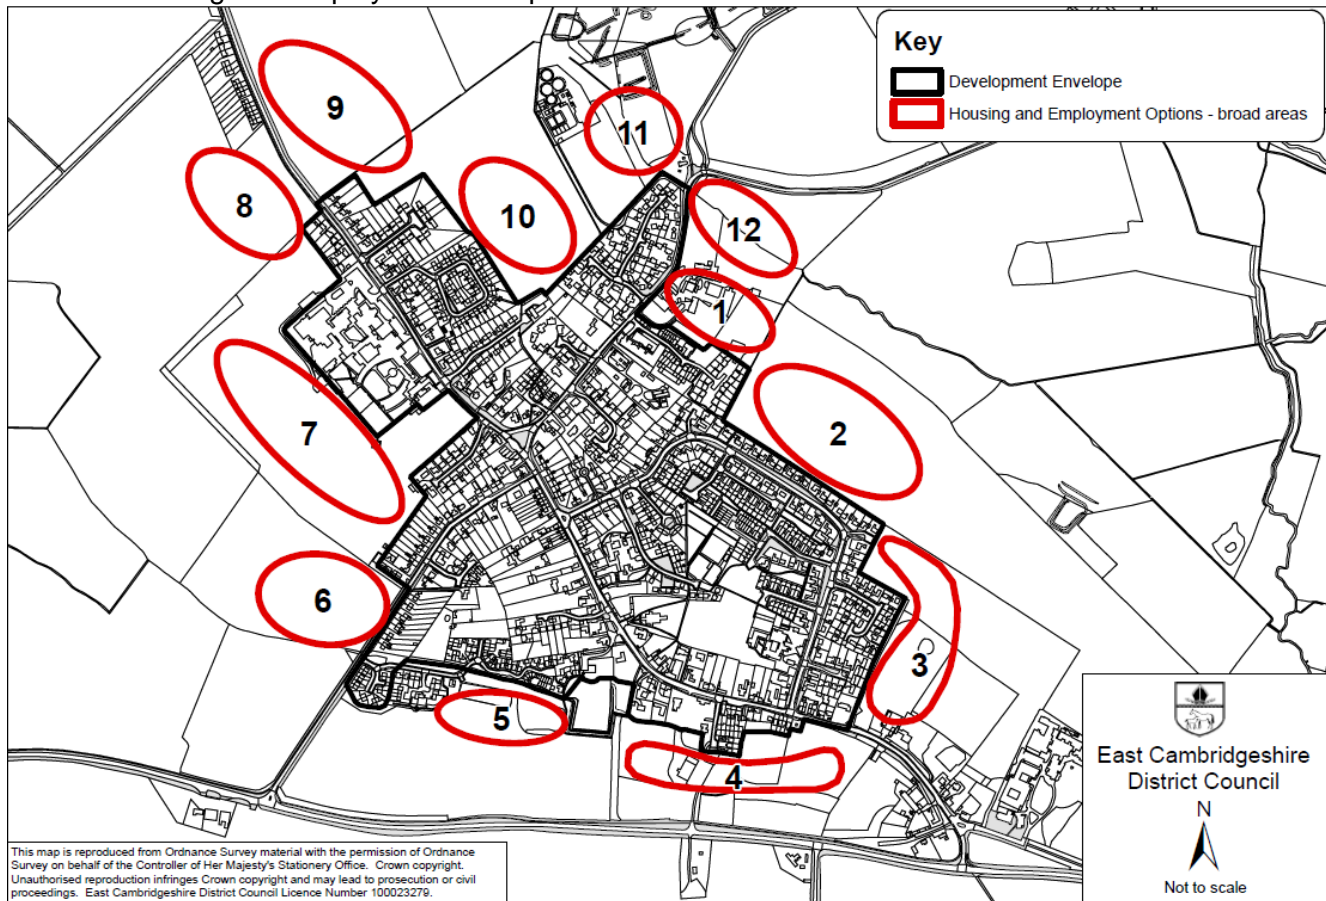 Key
Development Envelope
Housing and Employment Options - broad areas
9
11
8
10
12
1
7
2
6
3
5
4
East Cambridgeshire
District Council
N
Not to scale
This map is reproduced from Ordnance Survey material with the permission of Ordnance
Survey on behalf of the Controller of Her Majesty's Stationery Office. Crown copyright.
Unauthorised reproduction infringes Crown copyright and may lead to prosecution or civil
proceedings. East Cambridgeshire District Council Licence Number 100023279.